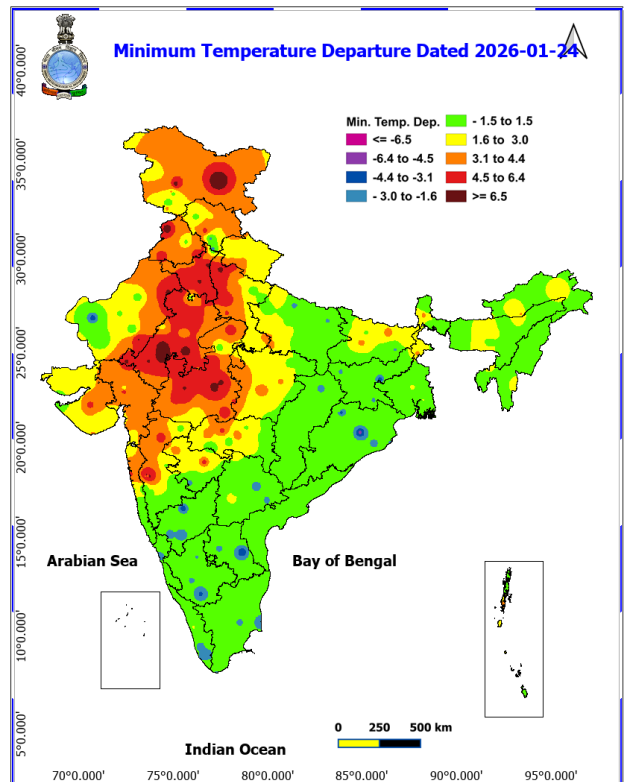 Minimum Temperature Departure Dated 2026-01-24
40°0.000'
35°0.000'
30°0.000'
25°0.000'
20°0.000'
15°0.000'
10°0.000'
5°0.000'
Min. Temp. Dep.
<= -6.5
-6.4 to -4.5
-4.4 to -3.1
- 3.0 to -1.6
- 1.5 to 1.5
1.6 to 3.0
3.1 to 4.4
4.5 to 6.4
>= 6.5
Arabian Sea
Bay of Bengal
Indian Ocean
0 250 500 km
70°0.000' 75°0.000' 80°0.000' 85°0.000' 90°0.000' 95°0.000'